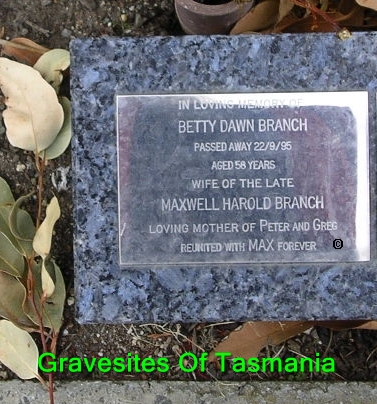 IN LOVING MEMORY OF
BETTY DAWN BRANCH
PASSED AWAY 22/9/95
AGED 58 YEARS
WIFE OF THE LATE
MAXWELL HAROLD BRANCH
LOVING MOTHER OF PETER AND GREG
REUNITED WITH MAX FOREVER ©
Gravesites Of Tasmania